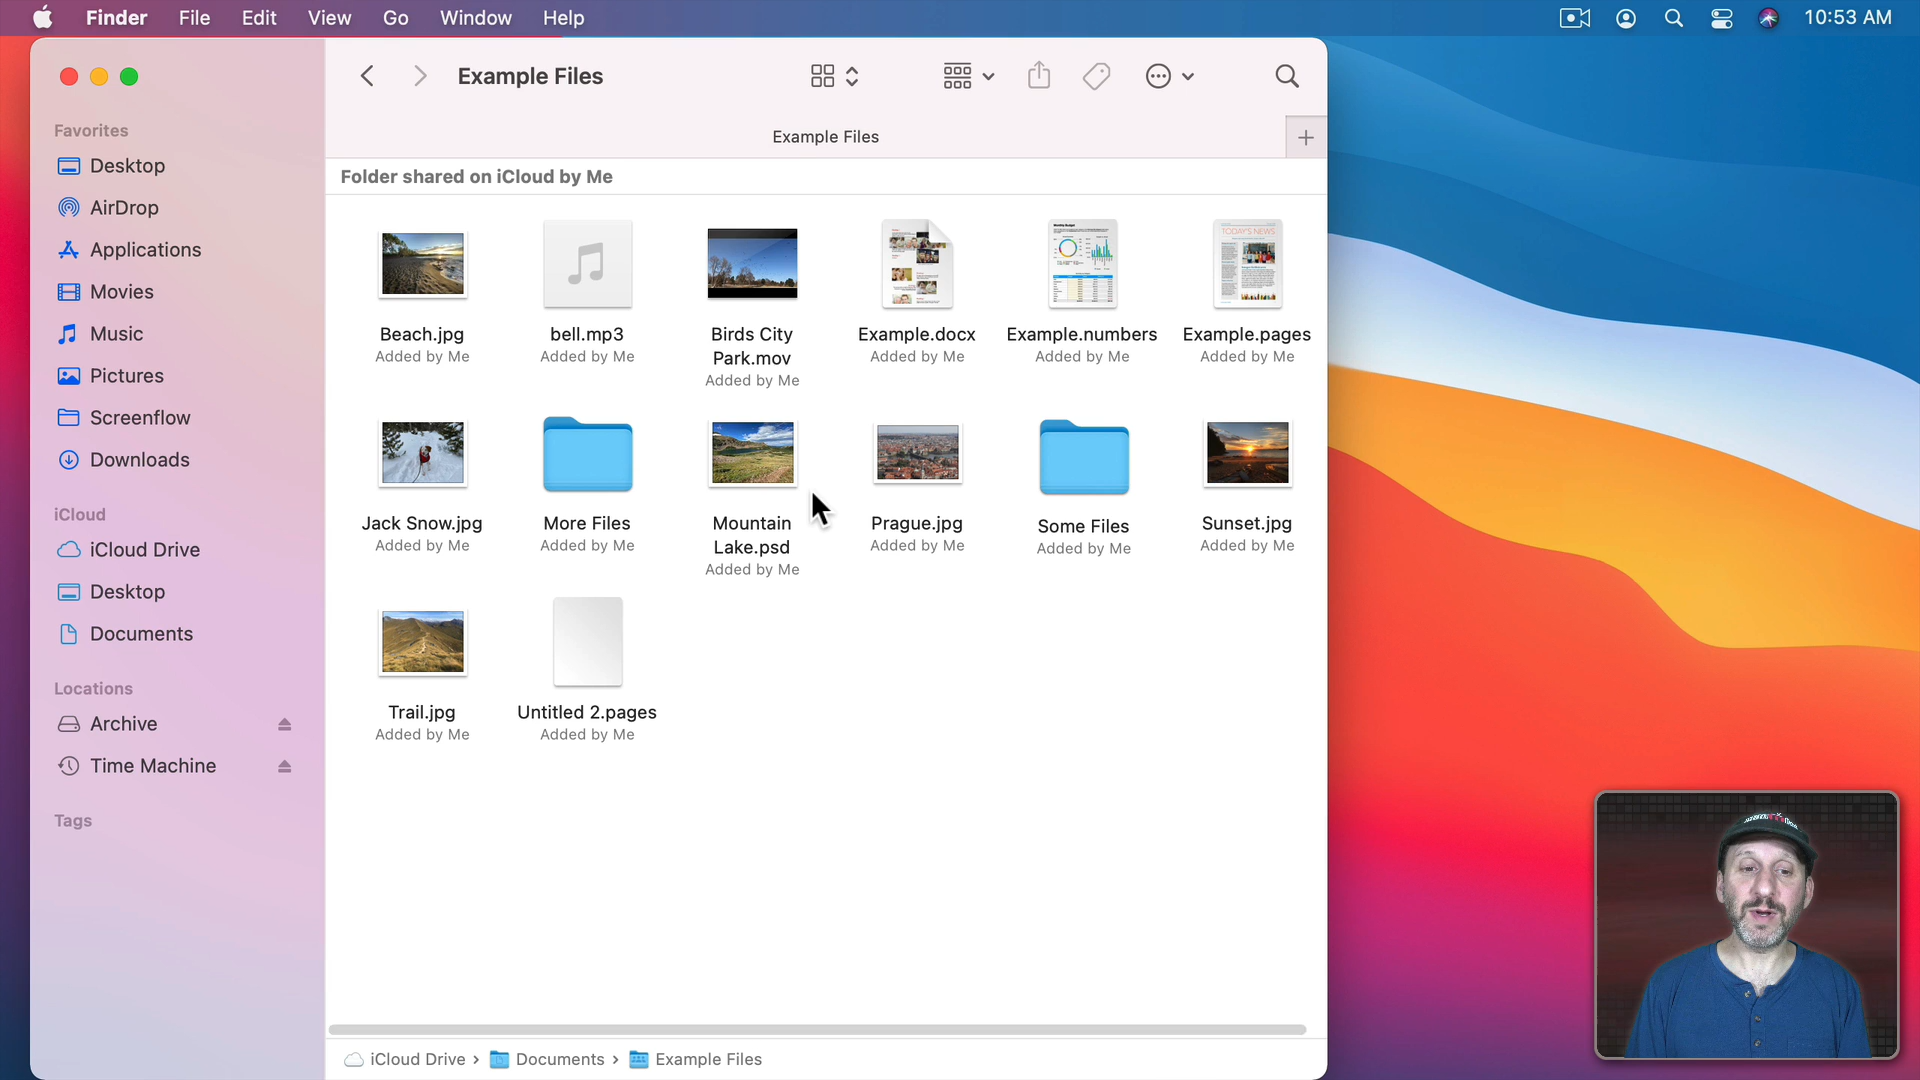 Finder File Edit View Go Window Help 10:53 AM
Example Files
Example Files
Folder shared on iCloud by Me
Favorites
Desktop
AirDrop
Applications
Movies
Music
Pictures
Screenflow
Downloads
iCloud
iCloud Drive
Desktop
Documents
Locations
Archive
Time Machine
Tags
Beach.jpg
Added by Me
bell.mp3
Added by Me
Birds City
Park.mov
Added by Me
Example.docx
Added by Me
Monthly Budget
Example.numbers
Added by Me
TODAY'S NEWS
Example.pages
Added by Me
Jack Snow.jpg
Added by Me
More Files
Added by Me
Mountain
Lake.psd
Added by Me
Prague.jpg
Added by Me
Some Files
Added by Me
Sunset.jpg
Added by Me
Trail.jpg
Added by Me
Untitled 2.pages
Added by Me
iCloud Drive › Documents › Example Files